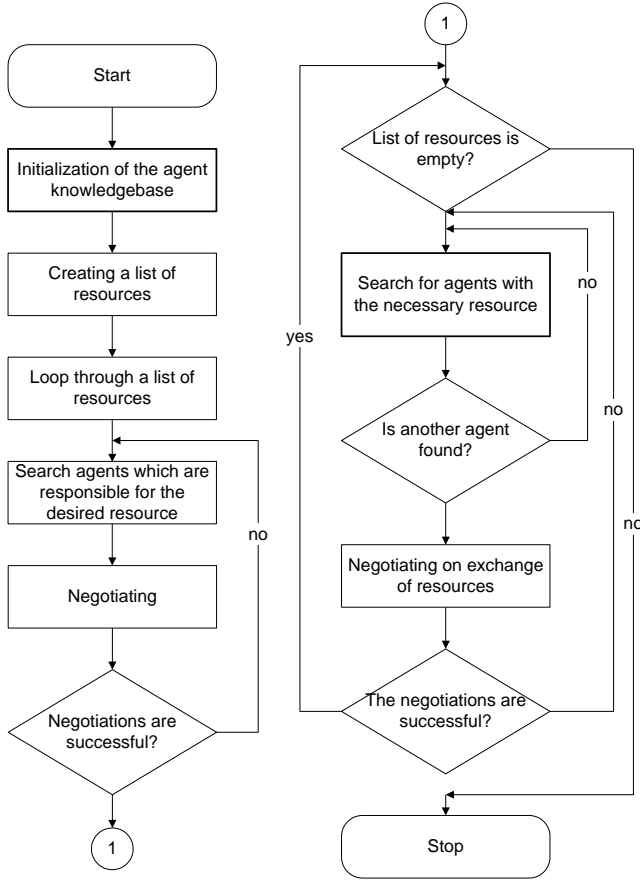 Start
Initialization of the agent
knowledgebase
Creating a list of
resources
Loop through a list of
resources
Search agents which are
responsible for the
desired resource
no
Negotiating
Negotiations are
successful?
1
1
List of resources is
empty?
Search for agents with
the necessary resource
no
yes
Is another agent
found?
no
no
Negotiating on exchange
of resources
The negotiations are
successful?
Stop